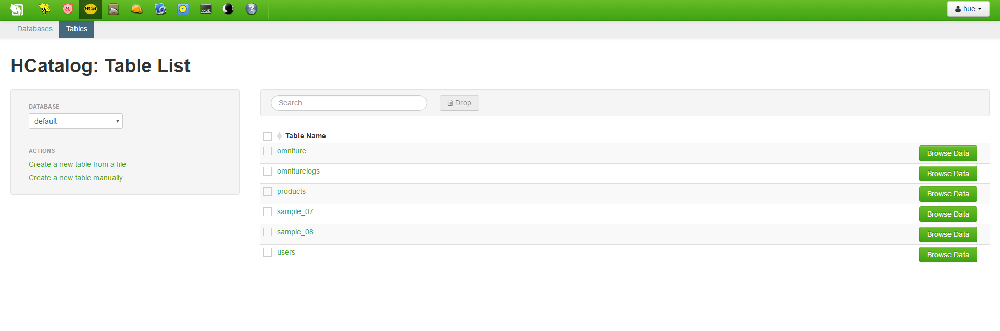 HCat
>HUE
?
hue
Databases
Tables
HCatalog: Table List
DATABASE
default
ACTIONS
Create a new table from a file
Create a new table manually
Search...
Drop
Table Name
omniture
Browse Data
omniturelogs
Browse Data
products
Browse Data
sample_07
Browse Data
sample_08
Browse Data
users
Browse Data